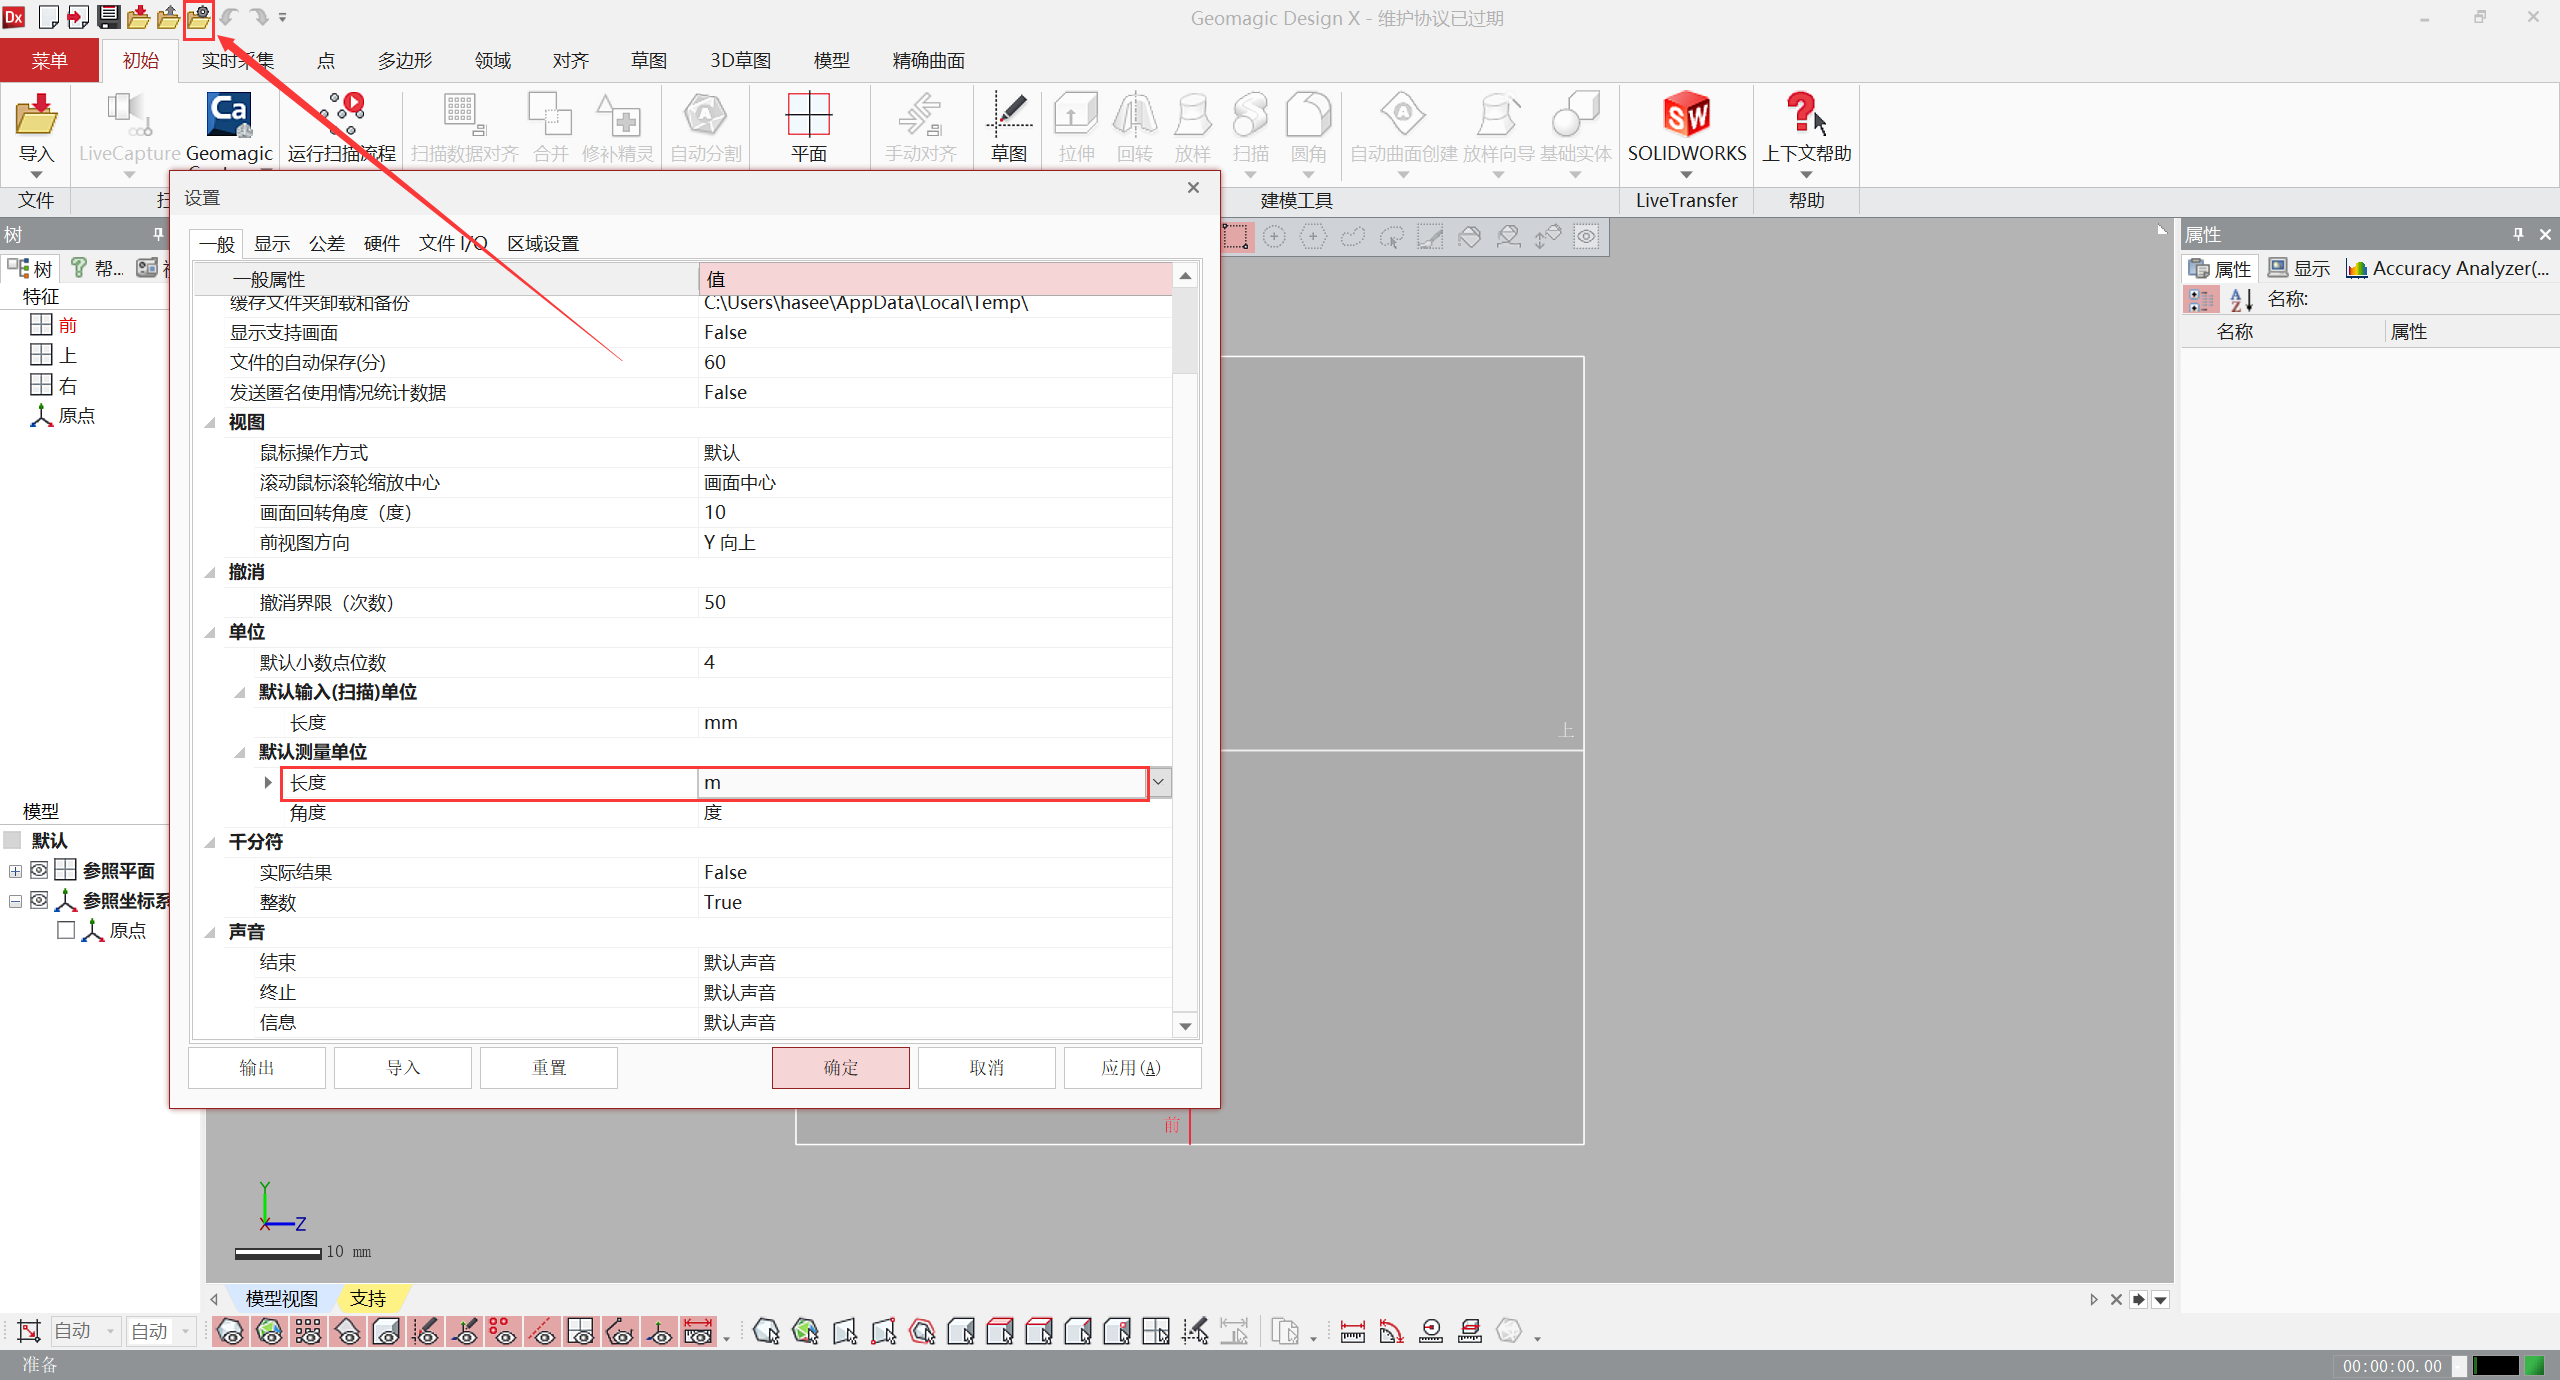 Dx
Geomagic Design X - 维护协议已过期
菜单 初始 实时采集 点 多边形 领域 对齐 草图 3D草图 模型 精确曲面
导入 LiveCapture Geomagic 运行扫描流程 扫描数据对齐 合并 修补精灵 自动分割 平面 手动对齐 草图 拉伸 回转 放样 扫描 圆角 自动曲面创建 放样向导 基础实体 SOLIDWORKS 上下文帮助
文件 扫 建模工具 LiveTransfer 帮助
树
树 帮...
特征
前
上
右
原点
模型
默认
参照平面
参照坐标系
原点
设置
一般 显示 公差 硬件 文件 I/O 区域设置
一般属性 值
缓存文件夹卸载和备份 C:\Users\hasee\AppData\Local\Temp\
显示支持画面 False
文件的自动保存(分) 60
发送匿名使用情况统计数据 False
视图
鼠标操作方式 默认
滚动鼠标滚轮缩放中心 画面中心
画面回转角度（度） 10
前视图方向 Y 向上
撤消
撤消界限（次数） 50
单位
默认小数点位数 4
默认输入(扫描)单位
长度 mm
默认测量单位
长度 m
角度 度
千分符
实际结果 False
整数 True
声音
结束 默认声音
终止 默认声音
信息 默认声音
输出 导入 重置 确定 取消 应用(A)
上
前
Y
X Z
10 mm
属性
属性 显示 Accuracy Analyzer(...
名称:
名称 属性
模型视图 支持
自动 自动
准备 00:00:00.00